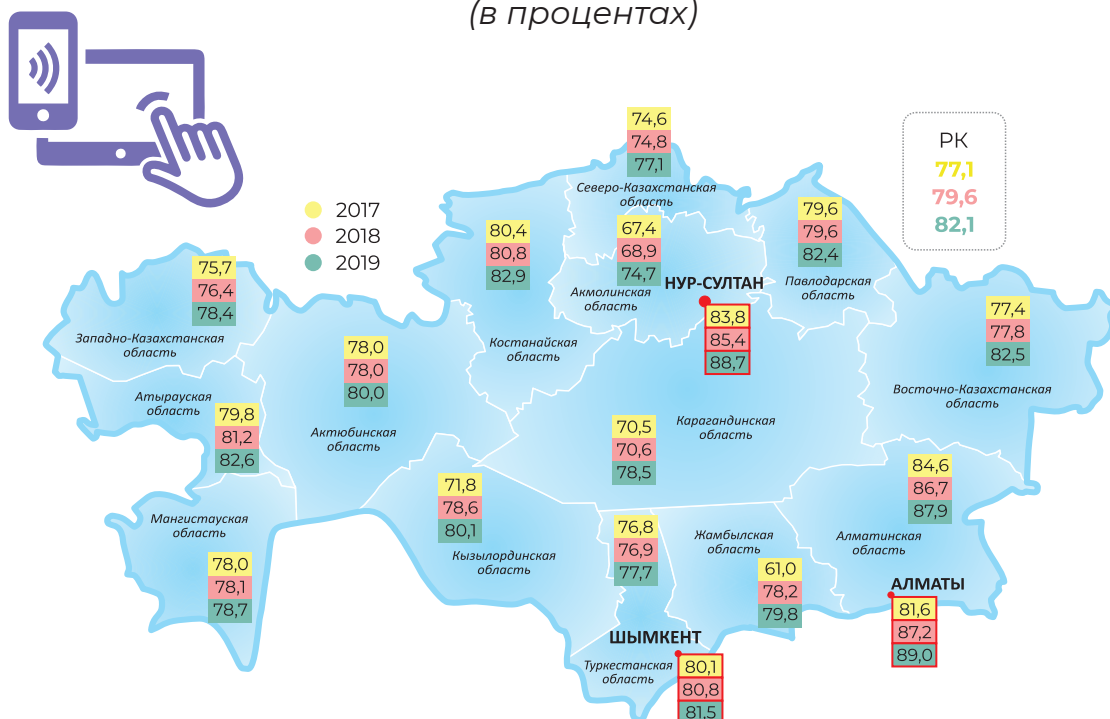 (в процентах)
2017
2018
2019
РК
77,1
79,6
82,1
74,6
74,8
77,1
Северо-Казахстанская
область
80,4
80,8
82,9
Костанайская
область
67,4
68,9
74,7
Акмолинская
область
НУР-СУЛТАН
83,8
85,4
88,7
79,6
79,6
82,4
Павлодарская
область
75,7
76,4
78,4
Западно-Казахстанская
область
78,0
78,0
80,0
Актюбинская
область
77,4
77,8
82,5
Восточно-Казахстанская
область
Атырауская
область
79,8
81,2
82,6
70,5
70,6
78,5
Карагандинская
область
Мангистауская
область
78,0
78,1
78,7
71,8
78,6
80,1
Кызылординская
область
76,8
76,9
77,7
Туркестанская
область
ШЫМКЕНТ
80,1
80,8
81,5
Жамбылская
область
61,0
78,2
79,8
84,6
86,7
87,9
Алматинская
область
АЛМАТЫ
81,6
87,2
89,0